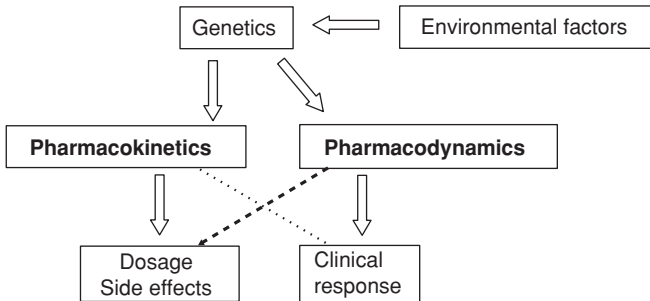 Genetics
Environmental factors
Pharmacokinetics
Pharmacodynamics
Dosage
Side effects
Clinical
response